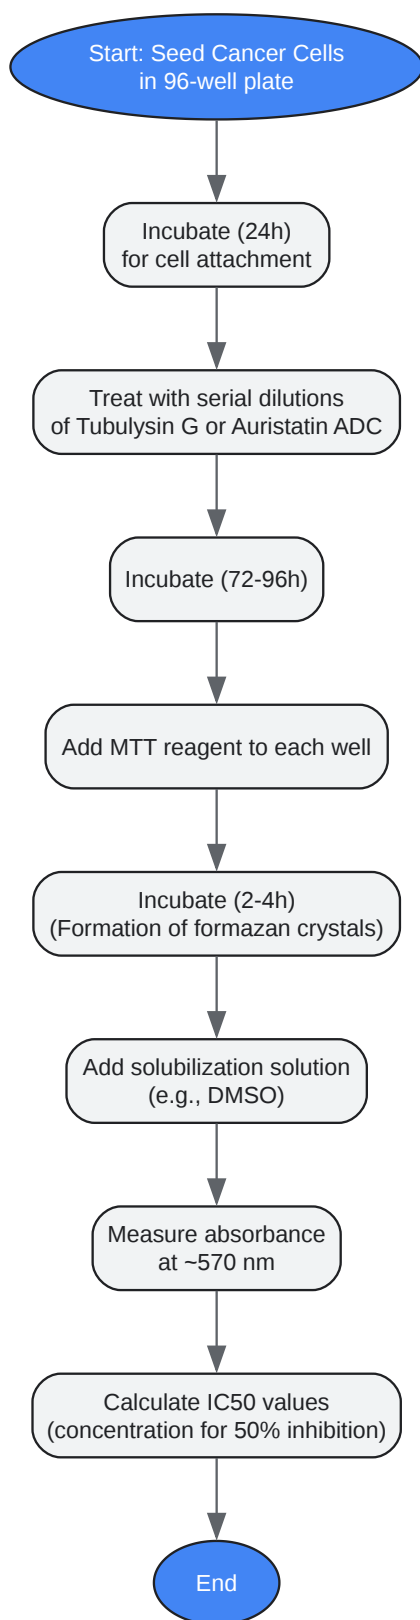 Start: Seed Cancer Cells
in 96-well plate
Incubate (24h)
for cell attachment
Treat with serial dilutions
of Tubulysin G or Auristatin ADC
Incubate (72-96h)
Add MTT reagent to each well
Incubate (2-4h)
(Formation of formazan crystals)
Add solubilization solution
(e.g., DMSO)
Measure absorbance
at ~570 nm
Calculate IC50 values
(concentration for 50% inhibition)
End